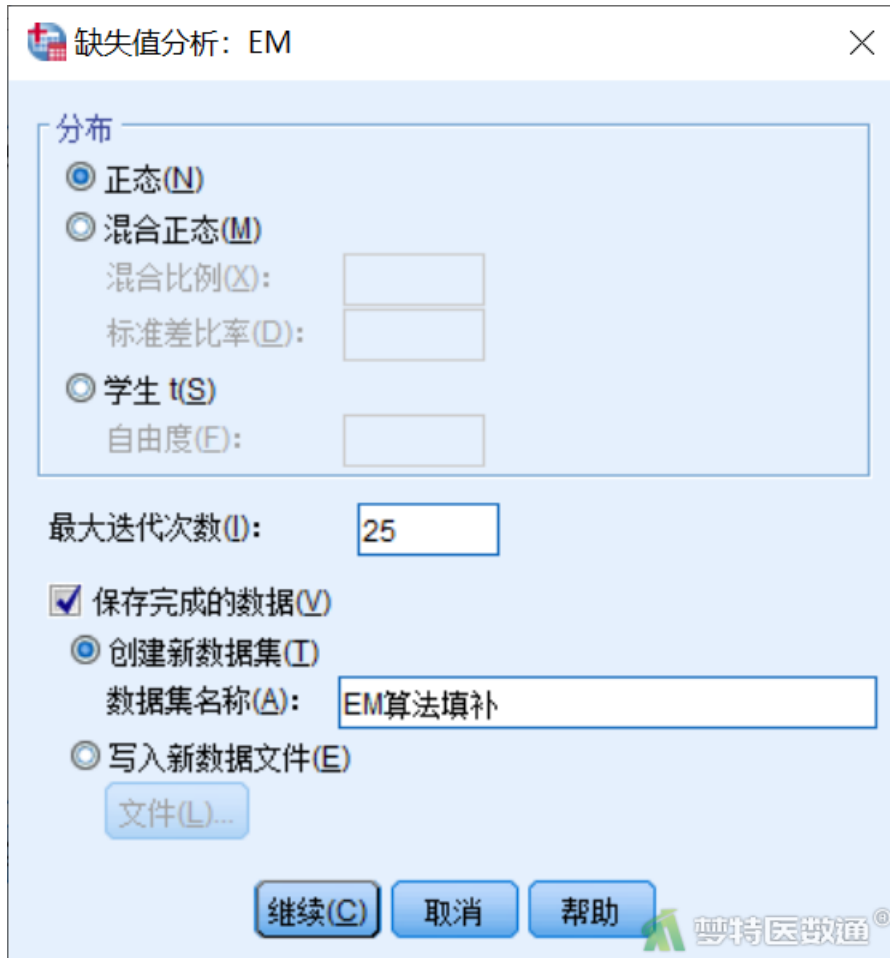 缺失值分析：EM
分布
正态(N)
混合正态(M)
混合比例(X):
标准差比率(D):
学生 t(S)
自由度(F):
最大迭代次数(I): 25
保存完成的数据(V)
创建新数据集(T)
数据集名称(A): EM算法填补
写入新数据文件(E)
文件(L)...
继续(C) 取消 帮助
梦特医数通®